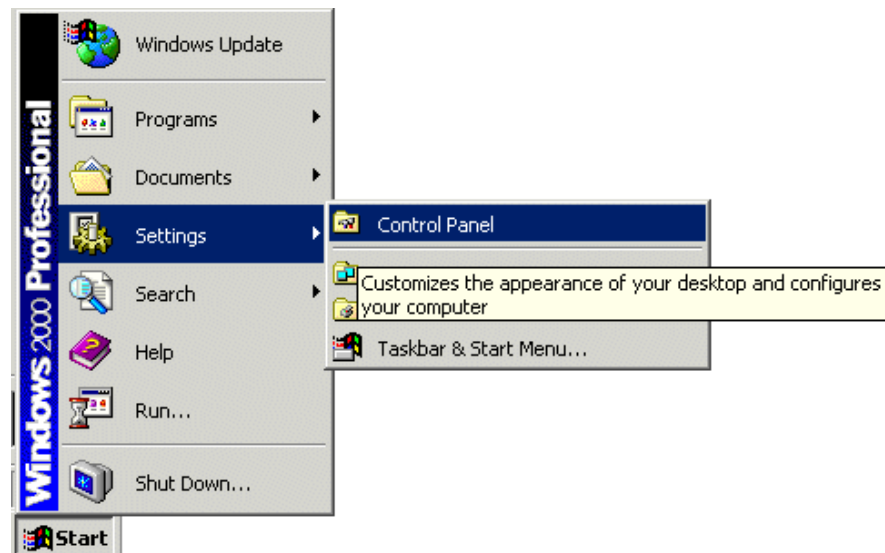 Windows 2000 Professional
Windows Update
Programs
Documents
Settings
Search
Help
Run...
Shut Down...
Start
Control Panel
Customizes the appearance of your desktop and configures
your computer
Taskbar & Start Menu...